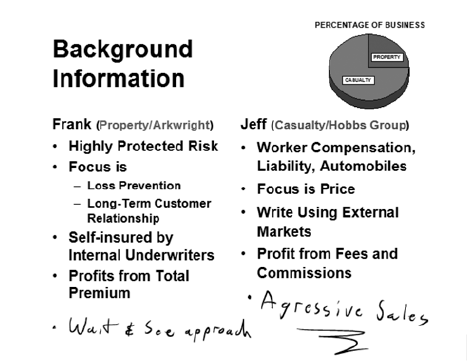 PERCENTAGE OF BUSINESS
PROPERTY
CASUALTY
Background
Information
Frank (Property/Arkwright)
• Highly Protected Risk
• Focus is
– Loss Prevention
– Long-Term Customer
Relationship
• Self-insured by
Internal Underwriters
• Profits from Total
Premium
• Wait & See approach
Jeff (Casualty/Hobbs Group)
• Worker Compensation,
Liability, Automobiles
• Focus is Price
• Write Using External
Markets
• Profit from Fees and
Commissions
• Agressive Sales